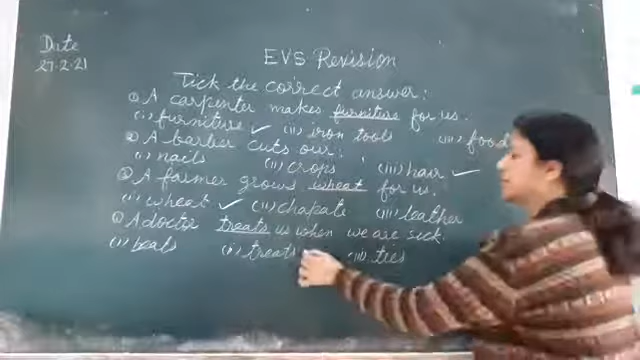 Date
27.2.21
EVS Revision
Tick the correct answer:
① A carpenter makes furniture for us.
(i) furniture ✓ (ii) iron tools (iii) food
② A barber cuts our:
(i) nails (ii) crops (iii) hair ✓
③ A farmer grows wheat for us.
(i) wheat ✓ (ii) chapate (iii) leather
④ A doctor treats us when we are sick.
(i) beats (ii) treats (iii) ties